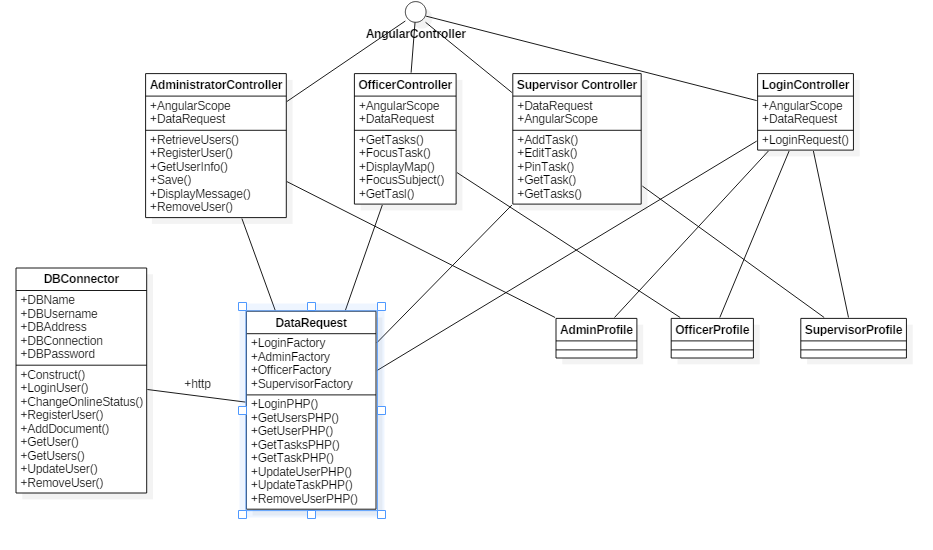 AngularController
AdministratorController
+AngularScope
+DataRequest
+RetrieveUsers()
+RegisterUser()
+GetUserInfo()
+Save()
+DisplayMessage()
+RemoveUser()
OfficerController
+AngularScope
+DataRequest
+GetTasks()
+FocusTask()
+DisplayMap()
+FocusSubject()
+GetTasl()
Supervisor Controller
+DataRequest
+AngularScope
+AddTask()
+EditTask()
+PinTask()
+GetTask()
+GetTasks()
LoginController
+AngularScope
+DataRequest
+LoginRequest()
DBConnector
+DBName
+DBUsername
+DBAddress
+DBConnection
+DBPassword
+Construct()
+LoginUser()
+ChangeOnlineStatus()
+RegisterUser()
+AddDocument()
+GetUser()
+GetUsers()
+UpdateUser()
+RemoveUser()
+http
DataRequest
+LoginFactory
+AdminFactory
+OfficerFactory
+SupervisorFactory
+LoginPHP()
+GetUsersPHP()
+GetUserPHP()
+GetTasksPHP()
+GetTaskPHP()
+UpdateUserPHP()
+UpdateTaskPHP()
+RemoveUserPHP()
AdminProfile
OfficerProfile
SupervisorProfile